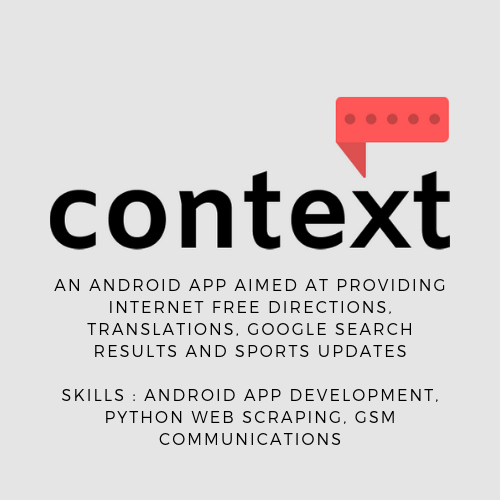 context
AN ANDROID APP AIMED AT PROVIDING
INTERNET FREE DIRECTIONS,
TRANSLATIONS, GOOGLE SEARCH
RESULTS AND SPORTS UPDATES
SKILLS : ANDROID APP DEVELOPMENT,
PYTHON WEB SCRAPING, GSM
COMMUNICATIONS